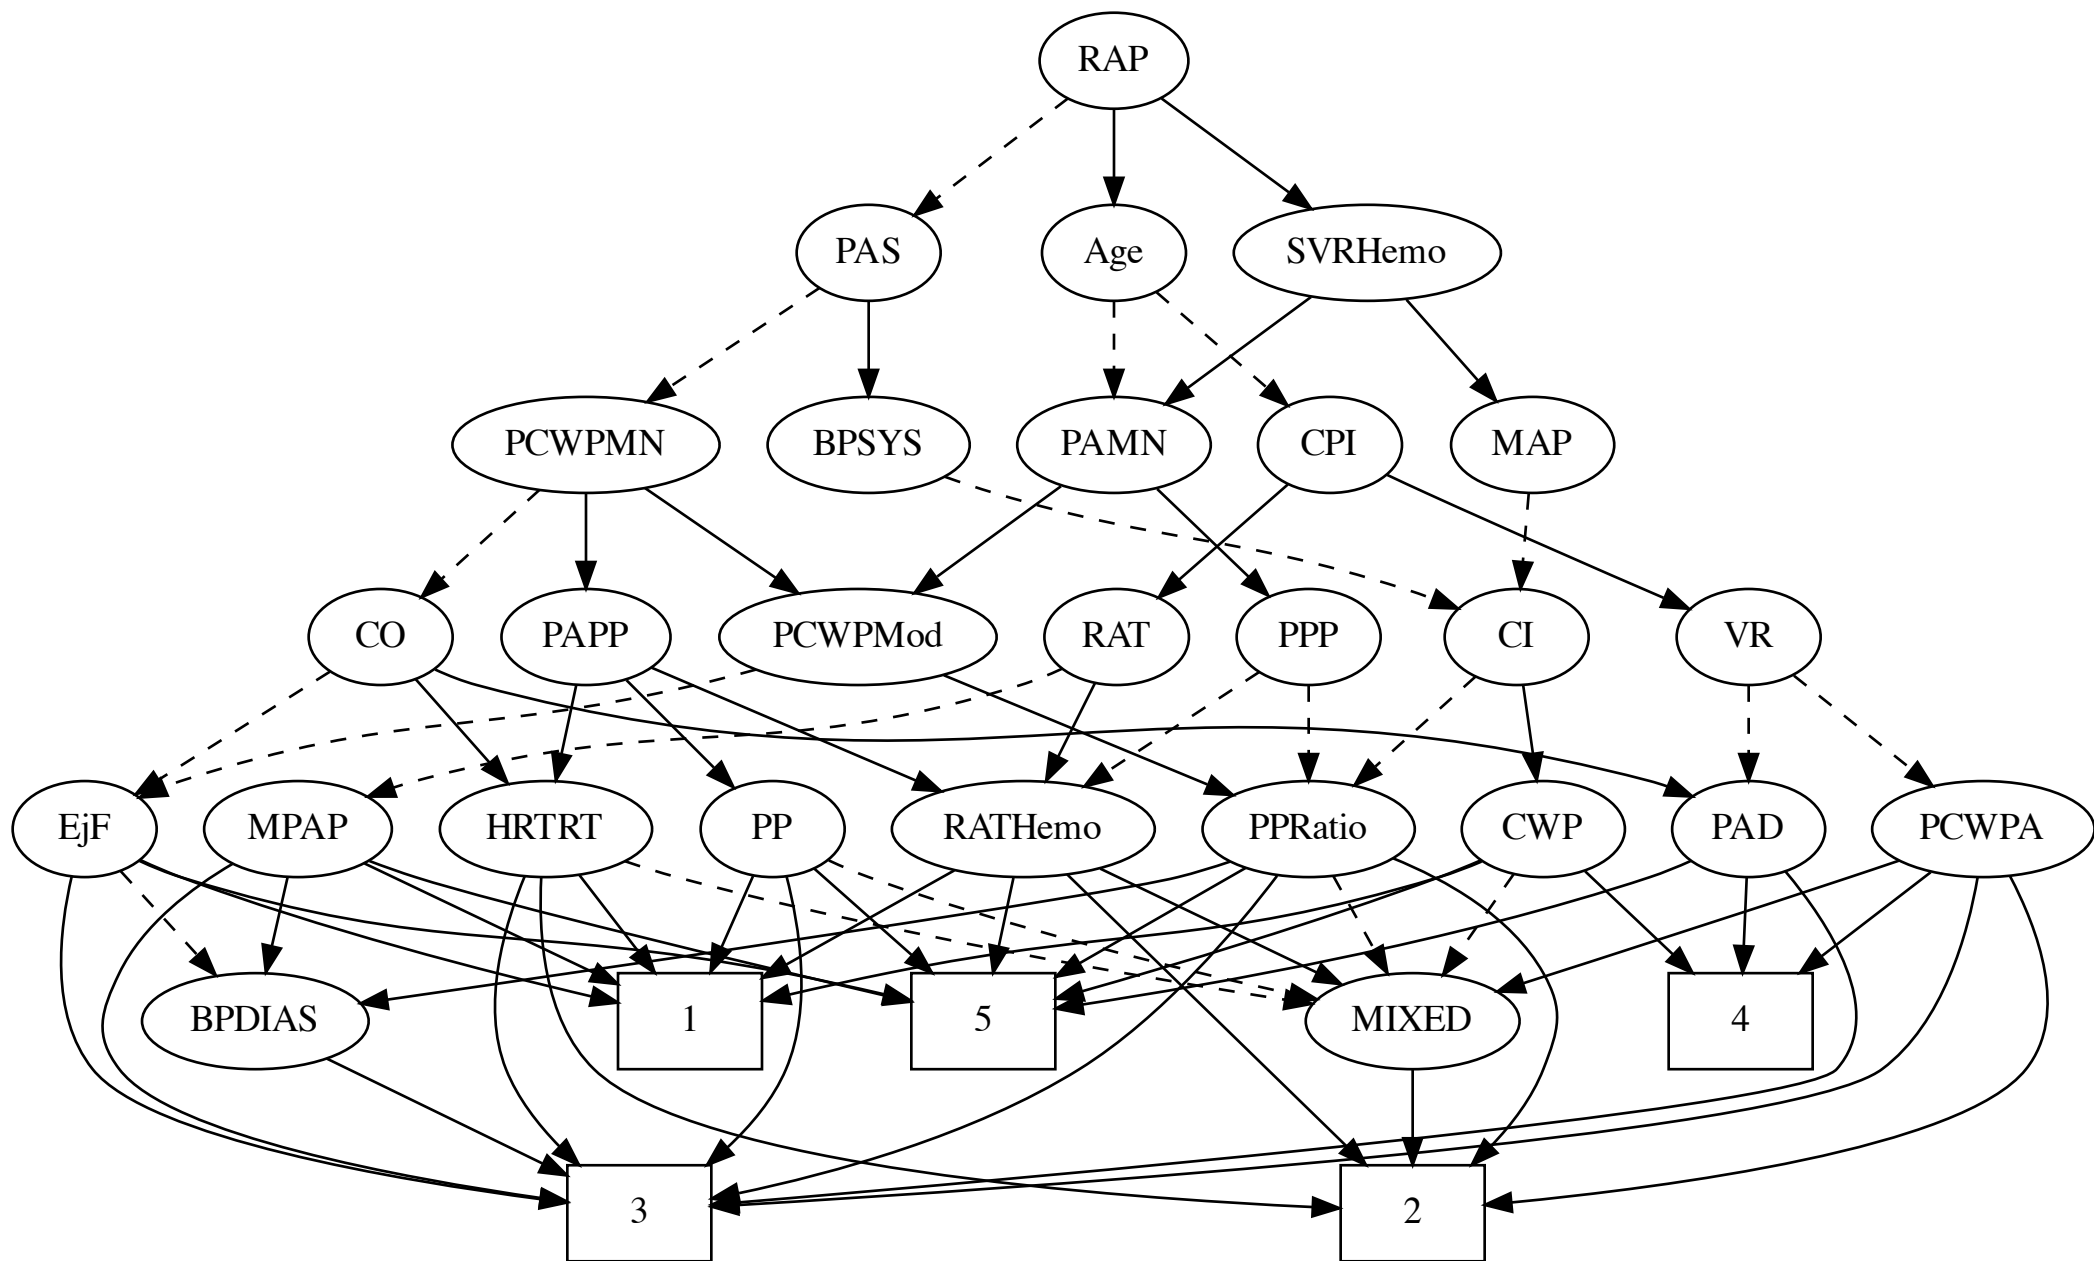 RAP
PAS Age SVRHemo
PCWPMN BPSYS PAMN CPI MAP
CO PAPP PCWPMod RAT PPP CI VR
EjF MPAP HRTRT PP RATHemo PPRatio CWP PAD PCWPA
BPDIAS 1 5 MIXED 4
3 2